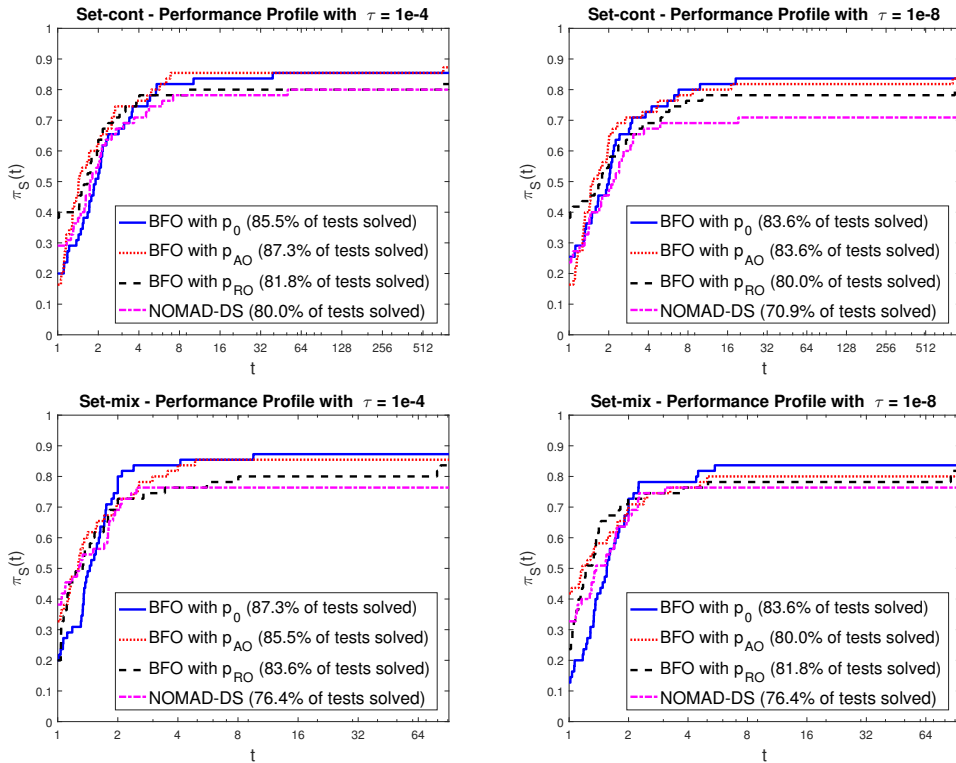 Set-cont - Performance Profile with τ = 1e-4
1
0.9
0.8
0.7
0.6
0.5
0.4
0.3
0.2
0.1
0
π_S(t)
BFO with p_0 (85.5% of tests solved)
BFO with p_AO (87.3% of tests solved)
BFO with p_RO (81.8% of tests solved)
NOMAD-DS (80.0% of tests solved)
1 2 4 8 16 32 64 128 256 512
t
Set-cont - Performance Profile with τ = 1e-8
1
0.9
0.8
0.7
0.6
0.5
0.4
0.3
0.2
0.1
0
π_S(t)
BFO with p_0 (83.6% of tests solved)
BFO with p_AO (83.6% of tests solved)
BFO with p_RO (80.0% of tests solved)
NOMAD-DS (70.9% of tests solved)
1 2 4 8 16 32 64 128 256 512
t
Set-mix - Performance Profile with τ = 1e-4
1
0.9
0.8
0.7
0.6
0.5
0.4
0.3
0.2
0.1
0
π_S(t)
BFO with p_0 (87.3% of tests solved)
BFO with p_AO (85.5% of tests solved)
BFO with p_RO (83.6% of tests solved)
NOMAD-DS (76.4% of tests solved)
1 2 4 8 16 32 64
t
Set-mix - Performance Profile with τ = 1e-8
1
0.9
0.8
0.7
0.6
0.5
0.4
0.3
0.2
0.1
0
π_S(t)
BFO with p_0 (83.6% of tests solved)
BFO with p_AO (80.0% of tests solved)
BFO with p_RO (81.8% of tests solved)
NOMAD-DS (76.4% of tests solved)
1 2 4 8 16 32 64
t